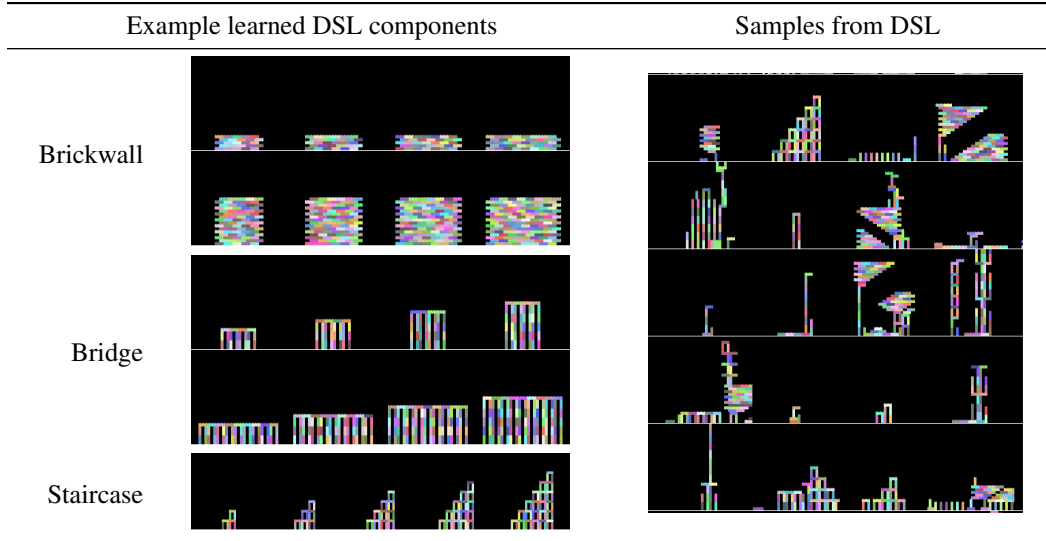 Example learned DSL components Samples from DSL
Brickwall
Bridge
Staircase